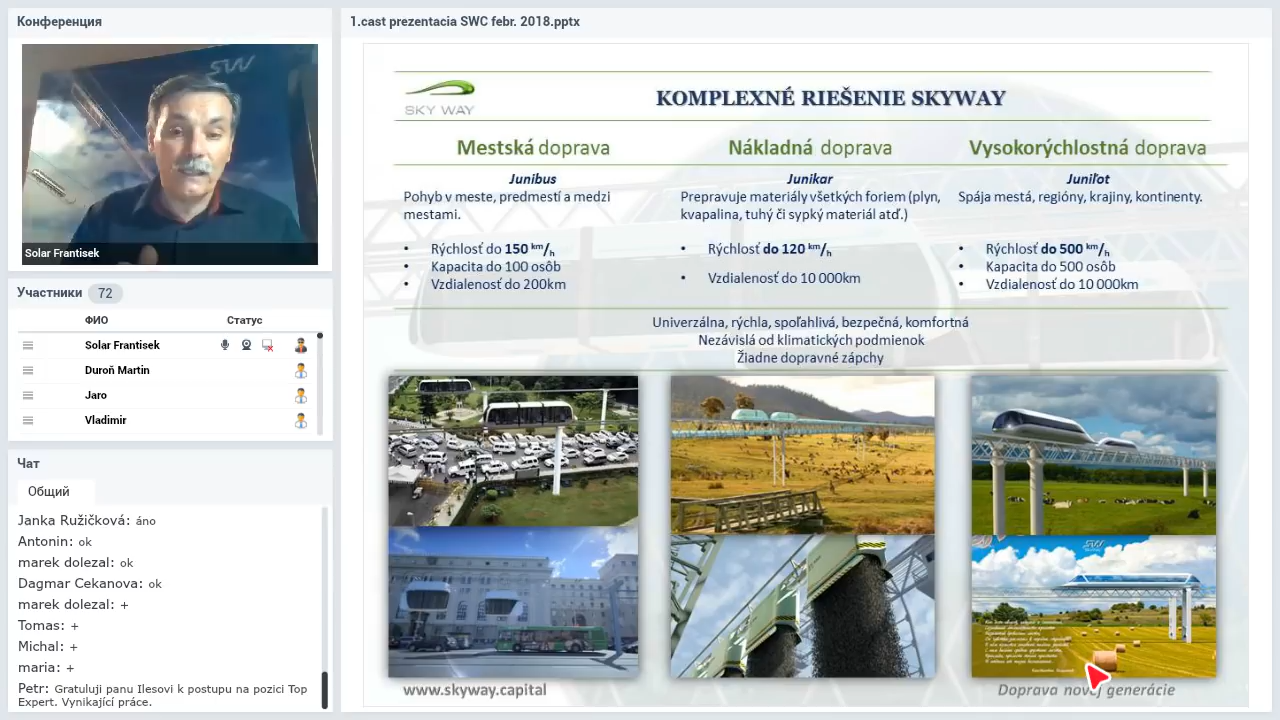 Конференция
SW
Solar Frantisek
Участники 72
ФИО Статус
Solar Frantisek
Duroň Martin
Jaro
Vladimir
Чат
Общий
Janka Ružičková: áno
Antonin: ok
marek dolezal: ok
Dagmar Cekanova: ok
marek dolezal: +
Tomas: +
Michal: +
maria: +
Petr: Gratuluji panu Ilesovi k postupu na pozici Top
Expert. Vynikající práce.
1.cast prezentacia SWC febr. 2018.pptx
SKY WAY
KOMPLEXNÉ RIEŠENIE SKYWAY
Mestská doprava
Junibus
Pohyb v meste, predmestí a medzi
mestami.
• Rýchlosť do 150 km/h
• Kapacita do 100 osôb
• Vzdialenosť do 200km
Nákladná doprava
Junikar
Prepravuje materiály všetkých foriem (plyn,
kvapalina, tuhý či sypký materiál atď.)
• Rýchlosť do 120 km/h
• Vzdialenosť do 10 000km
Vysokorýchlostná doprava
Juniľot
Spája mestá, regióny, krajiny, kontinenty.
• Rýchlosť do 500 km/h
• Kapacita do 500 osôb
• Vzdialenosť do 10 000km
Univerzálna, rýchla, spoľahlivá, bezpečná, komfortná
Nezávislá od klimatických podmienok
Žiadne dopravné zápchy
www.skyway.capital
Doprava novej generácie